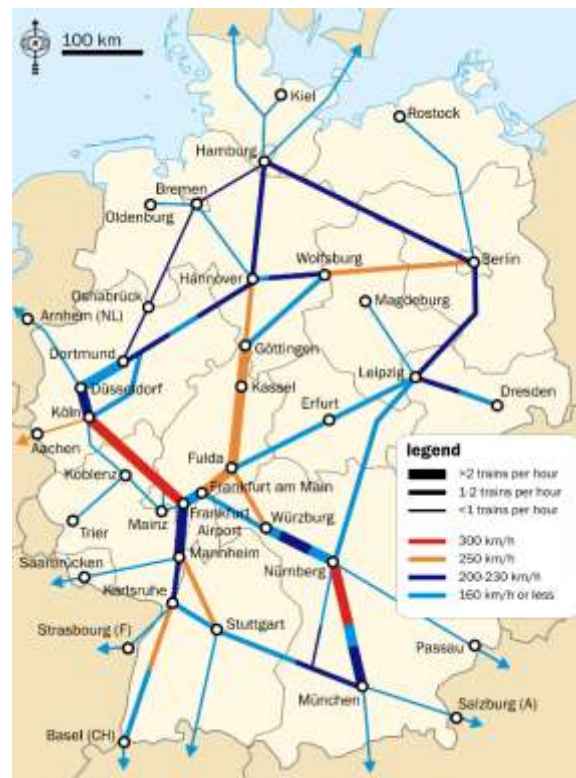 100 km
Kiel
Rostock
Hamburg
Bremen
Oldenburg
Berlin
Wolfsburg
Hannover
Magdeburg
Osnabrück
Arnhem (NL)
Göttingen
Dortmund
Leipzig
Düsseldorf
Kassel
Dresden
Erfurt
Köln
Aachen
Fulda
Koblenz
Frankfurt am Main
Frankfurt
Airport
Mainz
Trier
Würzburg
Mannheim
Nürnberg
Saarbrücken
Karlsruhe
Stuttgart
Strasbourg (F)
Passau
München
Salzburg (A)
Basel (CH)
legend
>2 trains per hour
1-2 trains per hour
<1 trains per hour
300 km/h
250 km/h
200-230 km/h
160 km/h or less